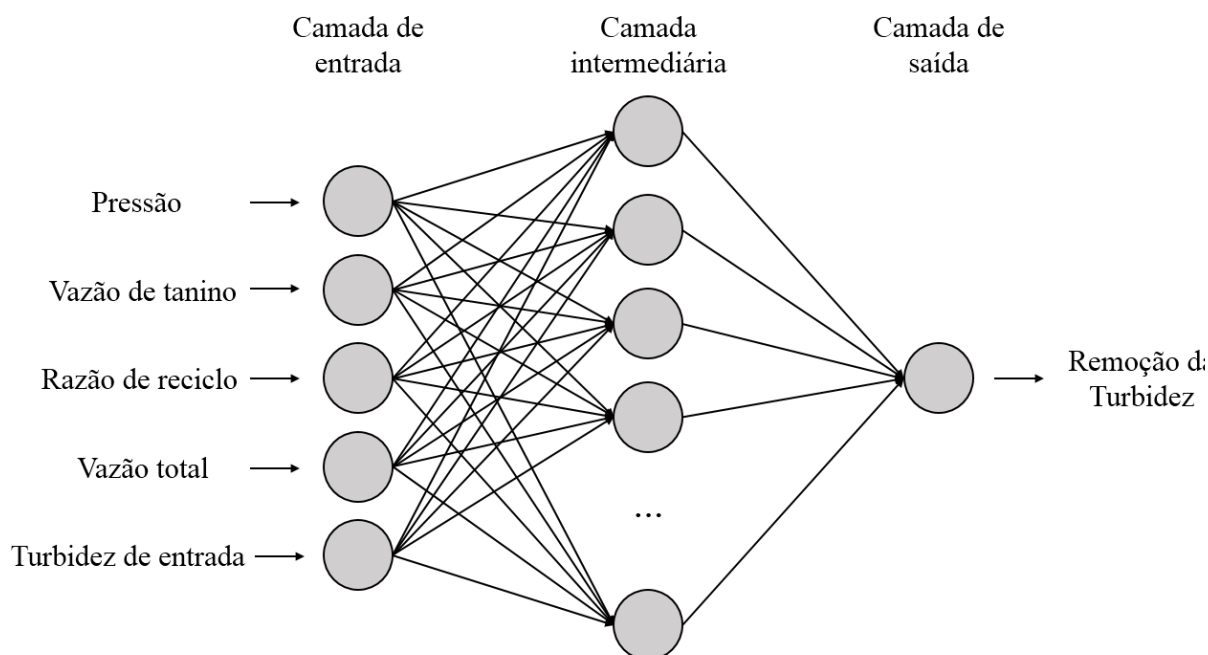 Camada de
entrada
Camada
intermediária
Camada de
saída
Pressão
Vazão de tanino
Razão de reciclo
Vazão total
Turbidez de entrada
...
Remoção da
Turbidez